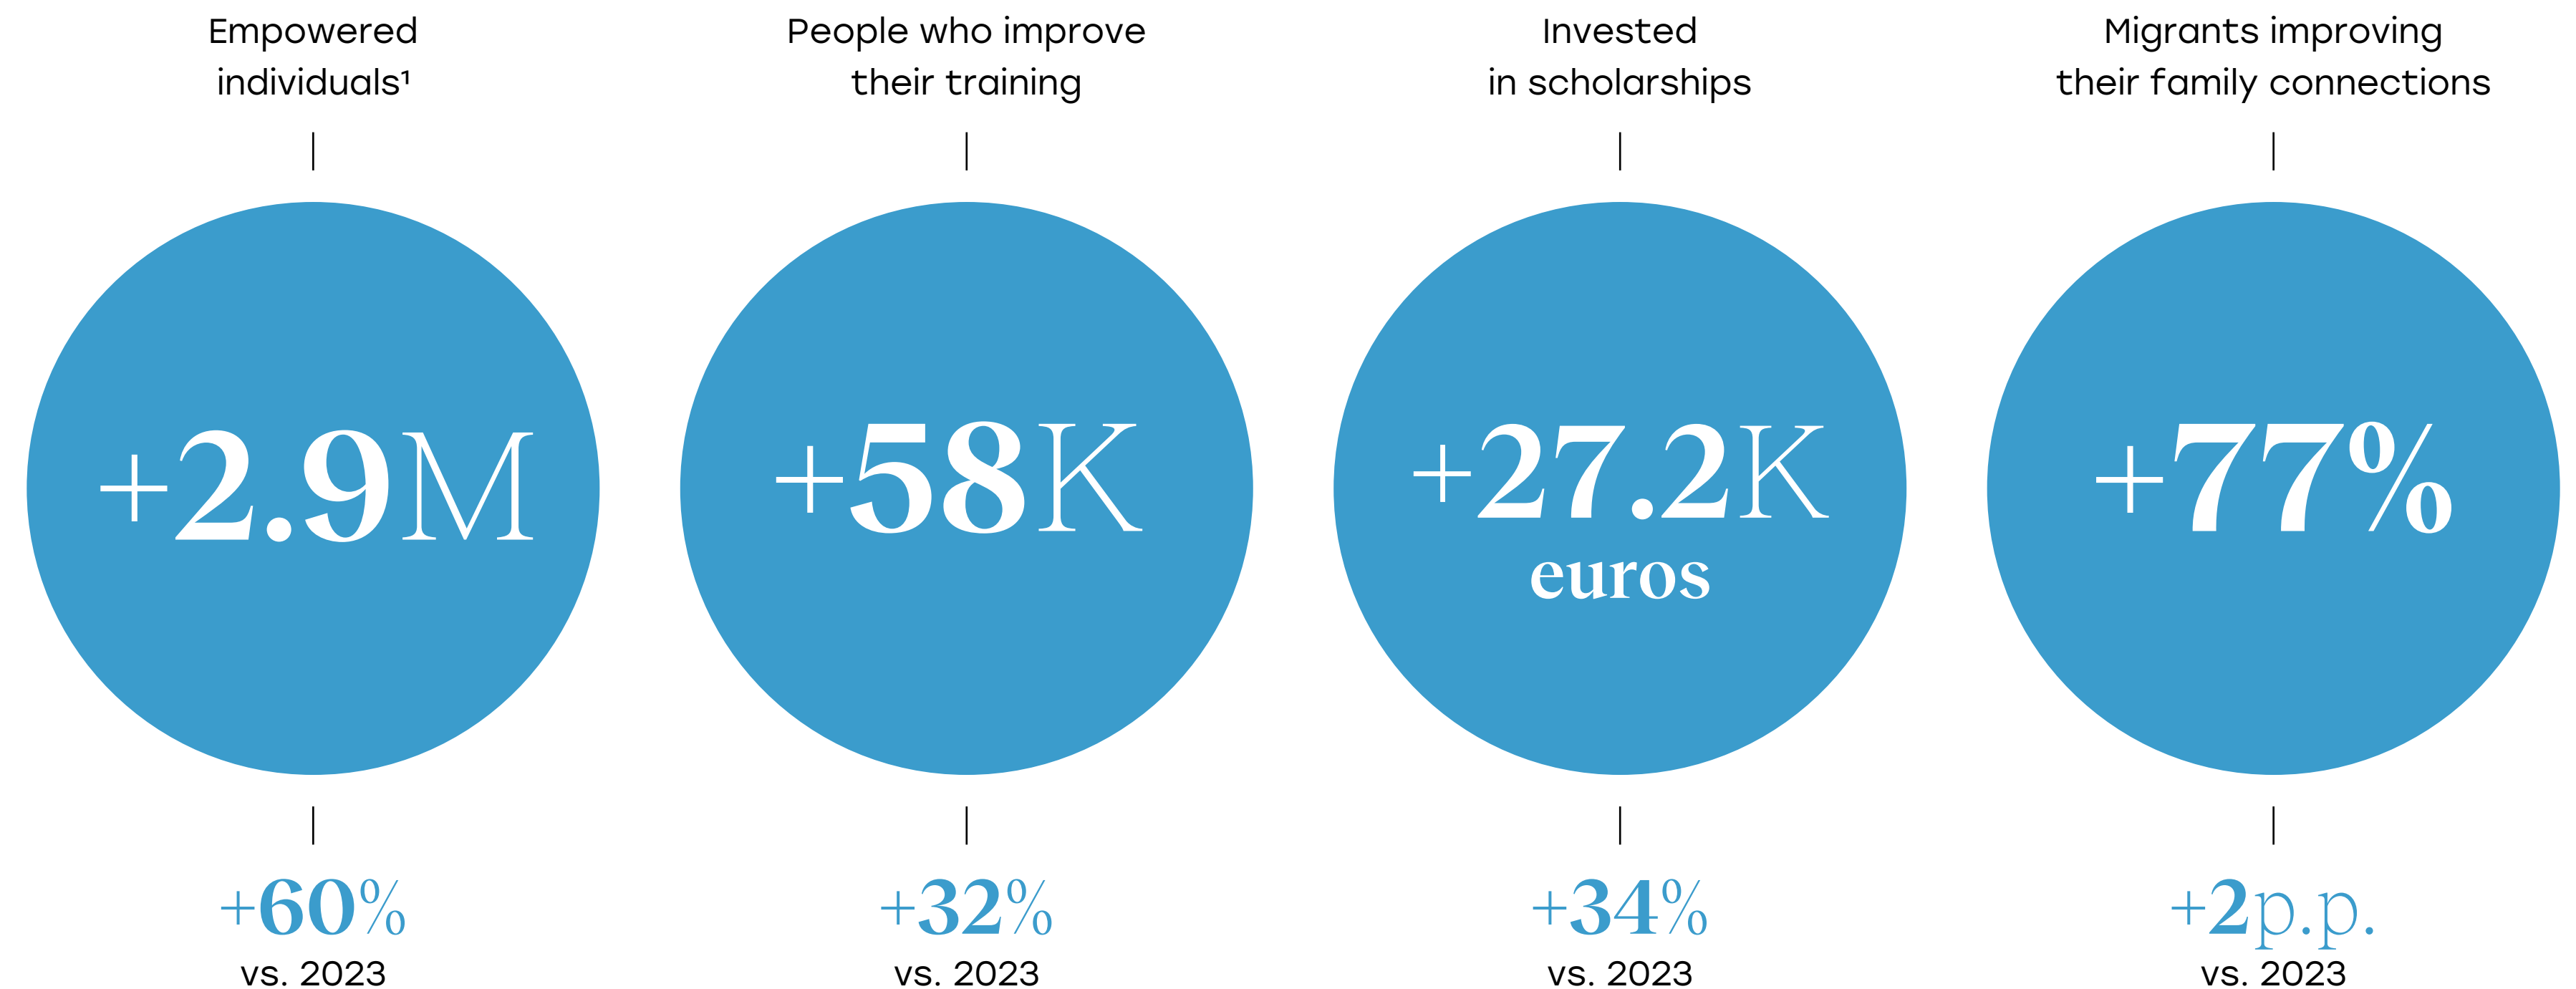 Empowered
individuals¹
+2.9M
+60%
vs. 2023
People who improve
their training
+58K
+32%
vs. 2023
Invested
in scholarships
+27.2K
euros
+34%
vs. 2023
Migrants improving
their family connections
+77%
+2p.p.
vs. 2023